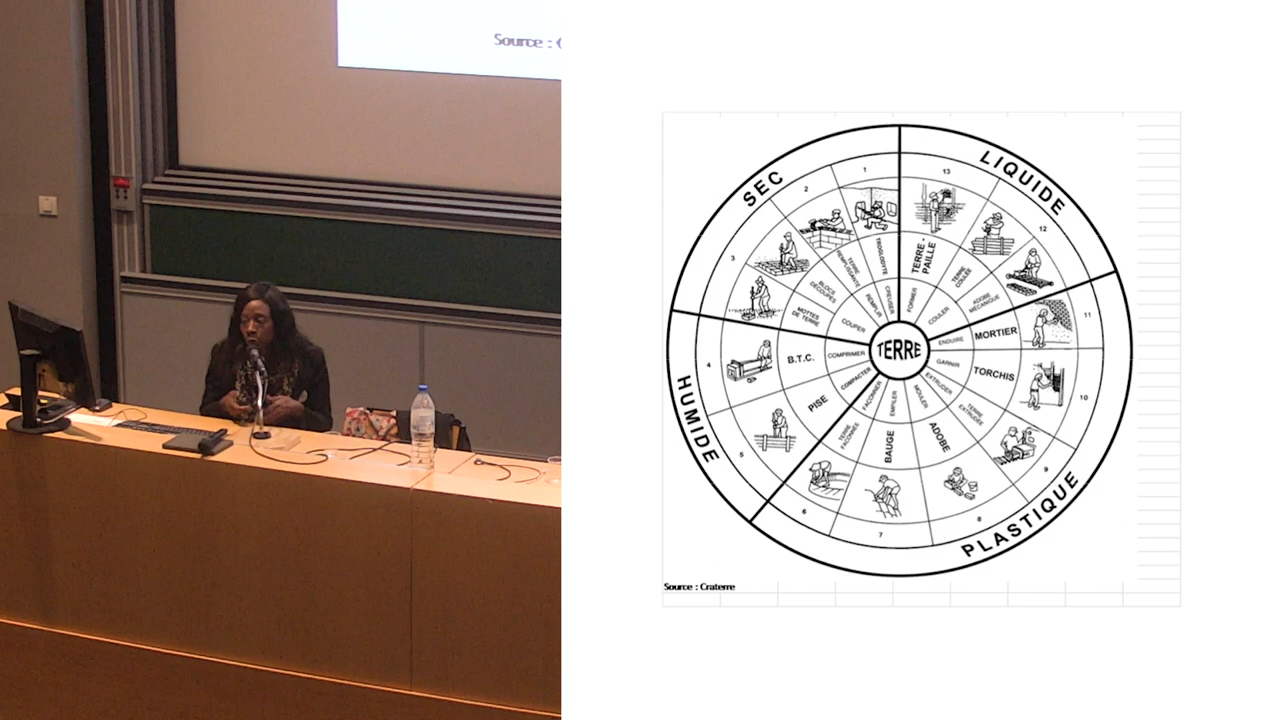 Source :
SEC
LIQUIDE
PLASTIQUE
HUMIDE
TERRE
1
TROGLODYTE
CREUSER
2
TERRE
REMPLISSANTE
REMPLIR
3
BLOCS
DÉCOUPÉS
MOTTES
DE TERRE
COUPER
4
B.T.C.
COMPRIMER
5
PISE
COMPACTER
6
TERRE
FAÇONNÉE
FAÇONNER
7
BAUGE
EMPILER
8
ADOBE
MOULER
9
TERRE
EXTRUDÉE
EXTRUDER
10
TORCHIS
GARNIR
11
MORTIER
ENDUIRE
12
TERRE
COULÉE
ADOBE
MÉCANIQUE
COULER
13
TERRE-
PAILLE
FORMER
Source : Craterre